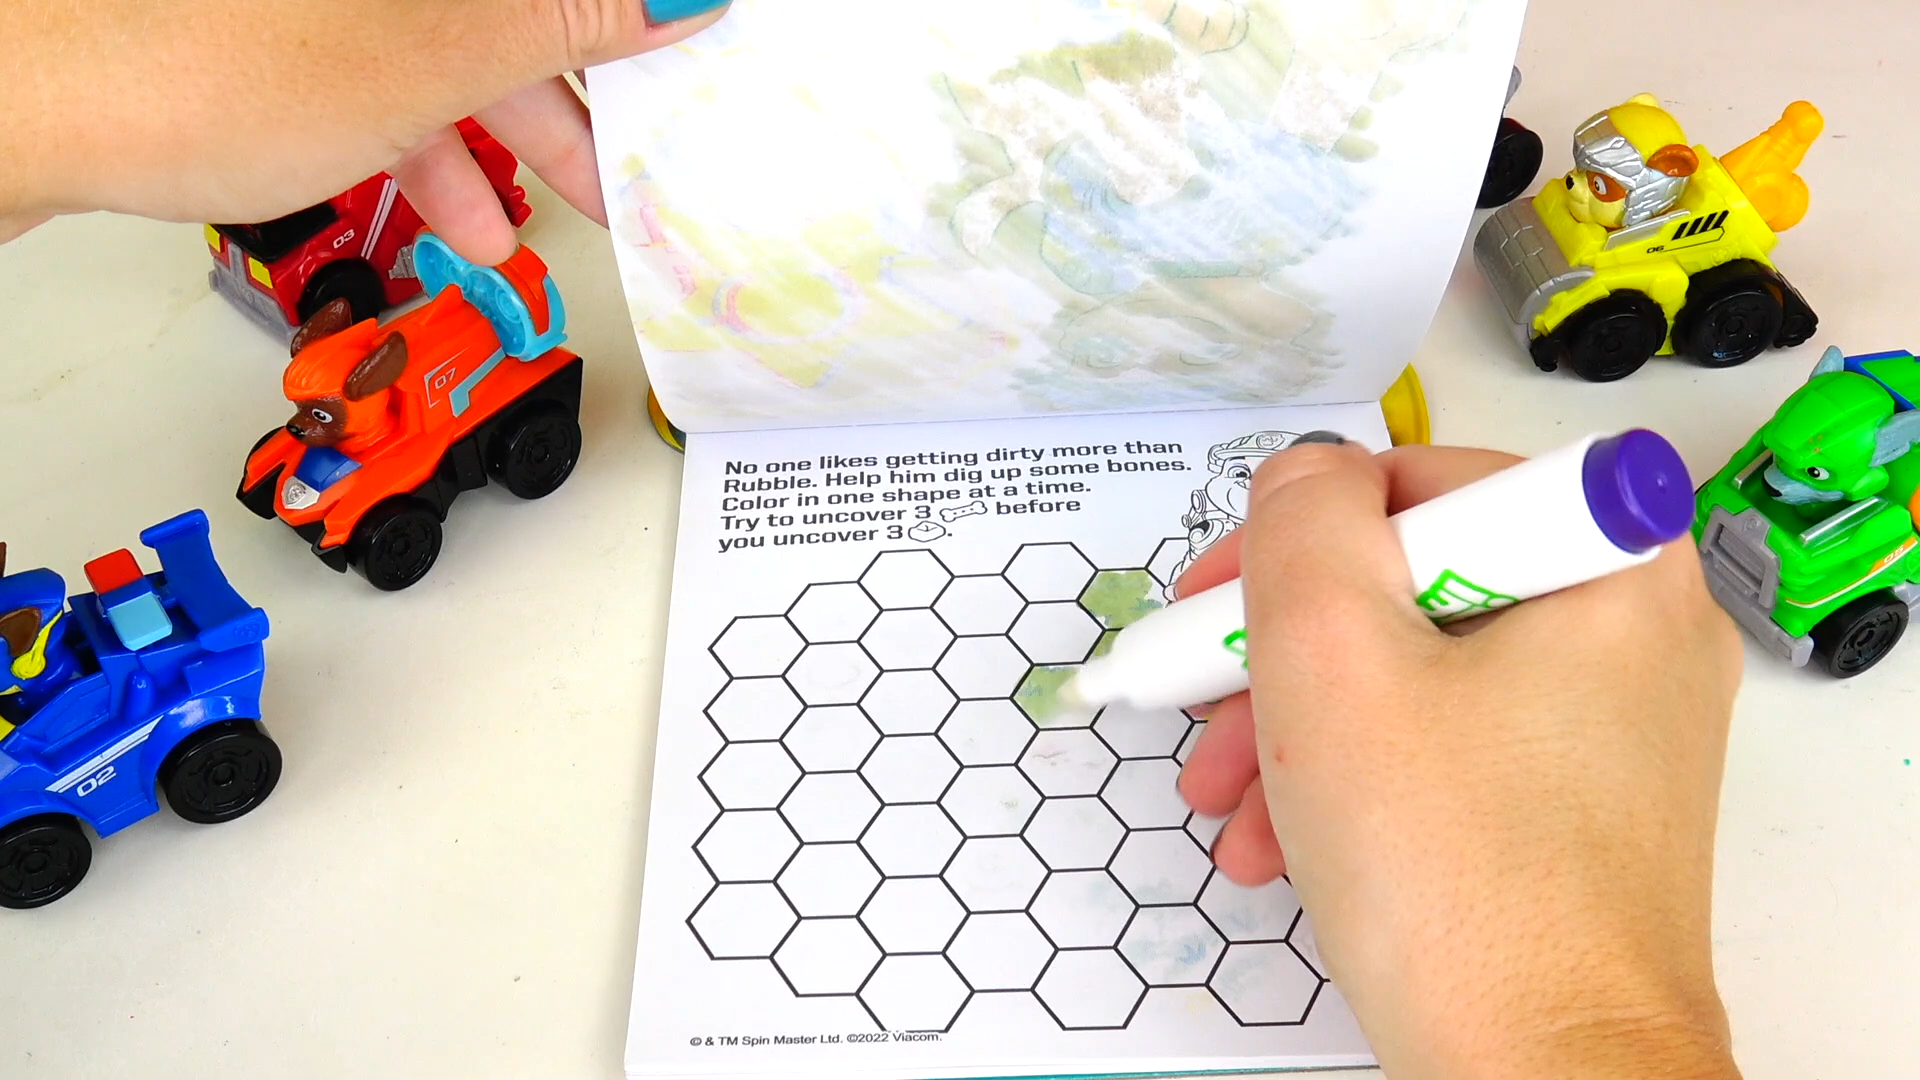 No one likes getting dirty more than
Rubble. Help him dig up some bones.
Color in one shape at a time.
Try to uncover 3 before
you uncover 3 .
© & TM Spin Master Ltd. ©2022 Viacom.
03
07
02
06